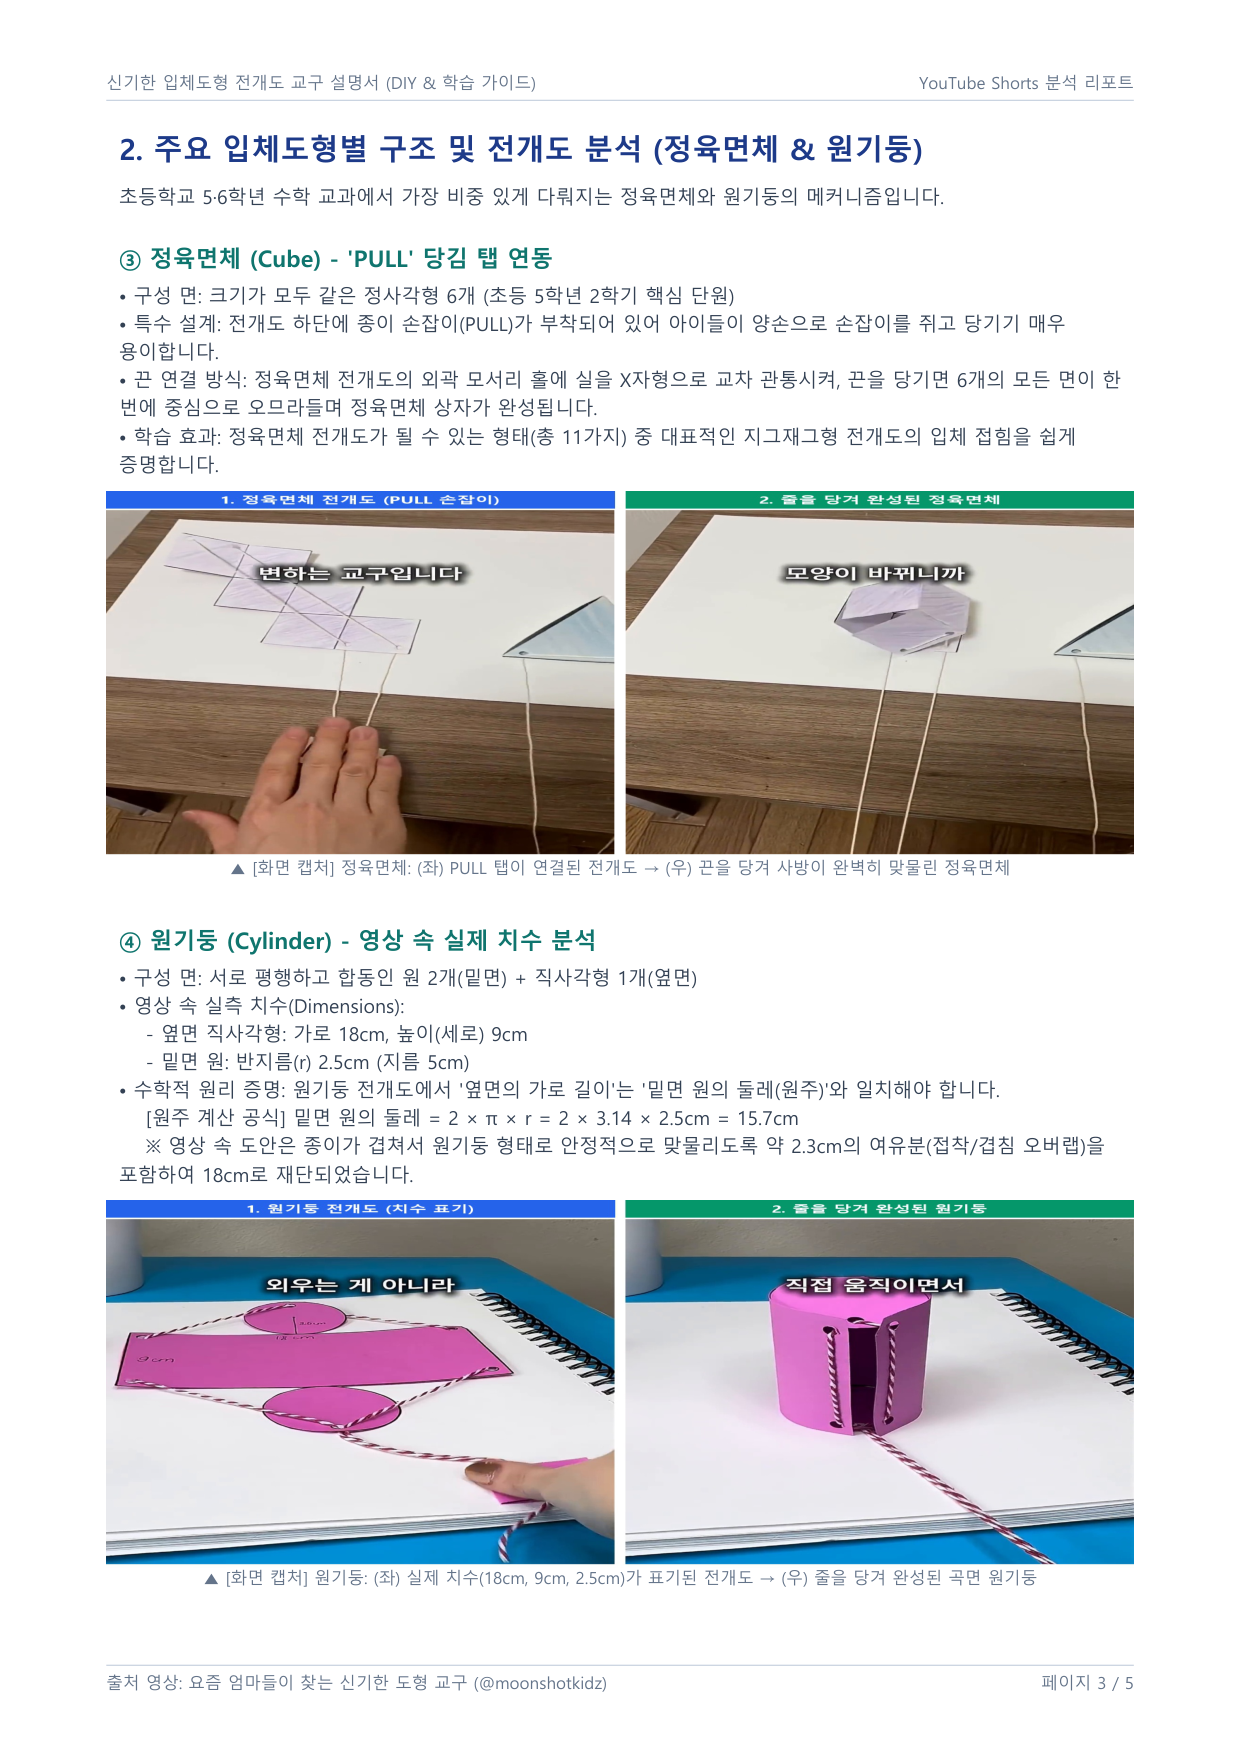 신기한 입체도형 전개도 교구 설명서 (DIY & 학습 가이드)
YouTube Shorts 분석 리포트
2. 주요 입체도형별 구조 및 전개도 분석 (정육면체 & 원기둥)
초등학교 5·6학년 수학 교과에서 가장 비중 있게 다뤄지는 정육면체와 원기둥의 메커니즘입니다.
③ 정육면체 (Cube) - 'PULL' 당김 탭 연동
• 구성 면: 크기가 모두 같은 정사각형 6개 (초등 5학년 2학기 핵심 단원)
• 특수 설계: 전개도 하단에 종이 손잡이(PULL)가 부착되어 있어 아이들이 양손으로 손잡이를 쥐고 당기기 매우
용이합니다.
• 끈 연결 방식: 정육면체 전개도의 외곽 모서리 홀에 실을 X자형으로 교차 관통시켜, 끈을 당기면 6개의 모든 면이 한
번에 중심으로 오므라들며 정육면체 상자가 완성됩니다.
• 학습 효과: 정육면체 전개도가 될 수 있는 형태(총 11가지) 중 대표적인 지그재그형 전개도의 입체 접힘을 쉽게
증명합니다.
1. 정육면체 전개도 (PULL 손잡이)
2. 줄을 당겨 완성된 정육면체
변하는 교구입니다
모양이 바뀌니까
▲ [화면 캡처] 정육면체: (좌) PULL 탭이 연결된 전개도 → (우) 끈을 당겨 사방이 완벽히 맞물린 정육면체
④ 원기둥 (Cylinder) - 영상 속 실제 치수 분석
• 구성 면: 서로 평행하고 합동인 원 2개(밑면) + 직사각형 1개(옆면)
• 영상 속 실측 치수(Dimensions):
- 옆면 직사각형: 가로 18cm, 높이(세로) 9cm
- 밑면 원: 반지름(r) 2.5cm (지름 5cm)
• 수학적 원리 증명: 원기둥 전개도에서 '옆면의 가로 길이'는 '밑면 원의 둘레(원주)'와 일치해야 합니다.
[원주 계산 공식] 밑면 원의 둘레 = 2 × π × r = 2 × 3.14 × 2.5cm = 15.7cm
※ 영상 속 도안은 종이가 겹쳐서 원기둥 형태로 안정적으로 맞물리도록 약 2.3cm의 여유분(접착/겹침 오버랩)을
포함하여 18cm로 재단되었습니다.
1. 원기둥 전개도 (치수 표기)
2. 줄을 당겨 완성된 원기둥
외우는 게 아니라
직접 움직이면서
18 cm
9 cm
▲ [화면 캡처] 원기둥: (좌) 실제 치수(18cm, 9cm, 2.5cm)가 표기된 전개도 → (우) 줄을 당겨 완성된 곡면 원기둥
출처 영상: 요즘 엄마들이 찾는 신기한 도형 교구 (@moonshotkidz)
페이지 3 / 5